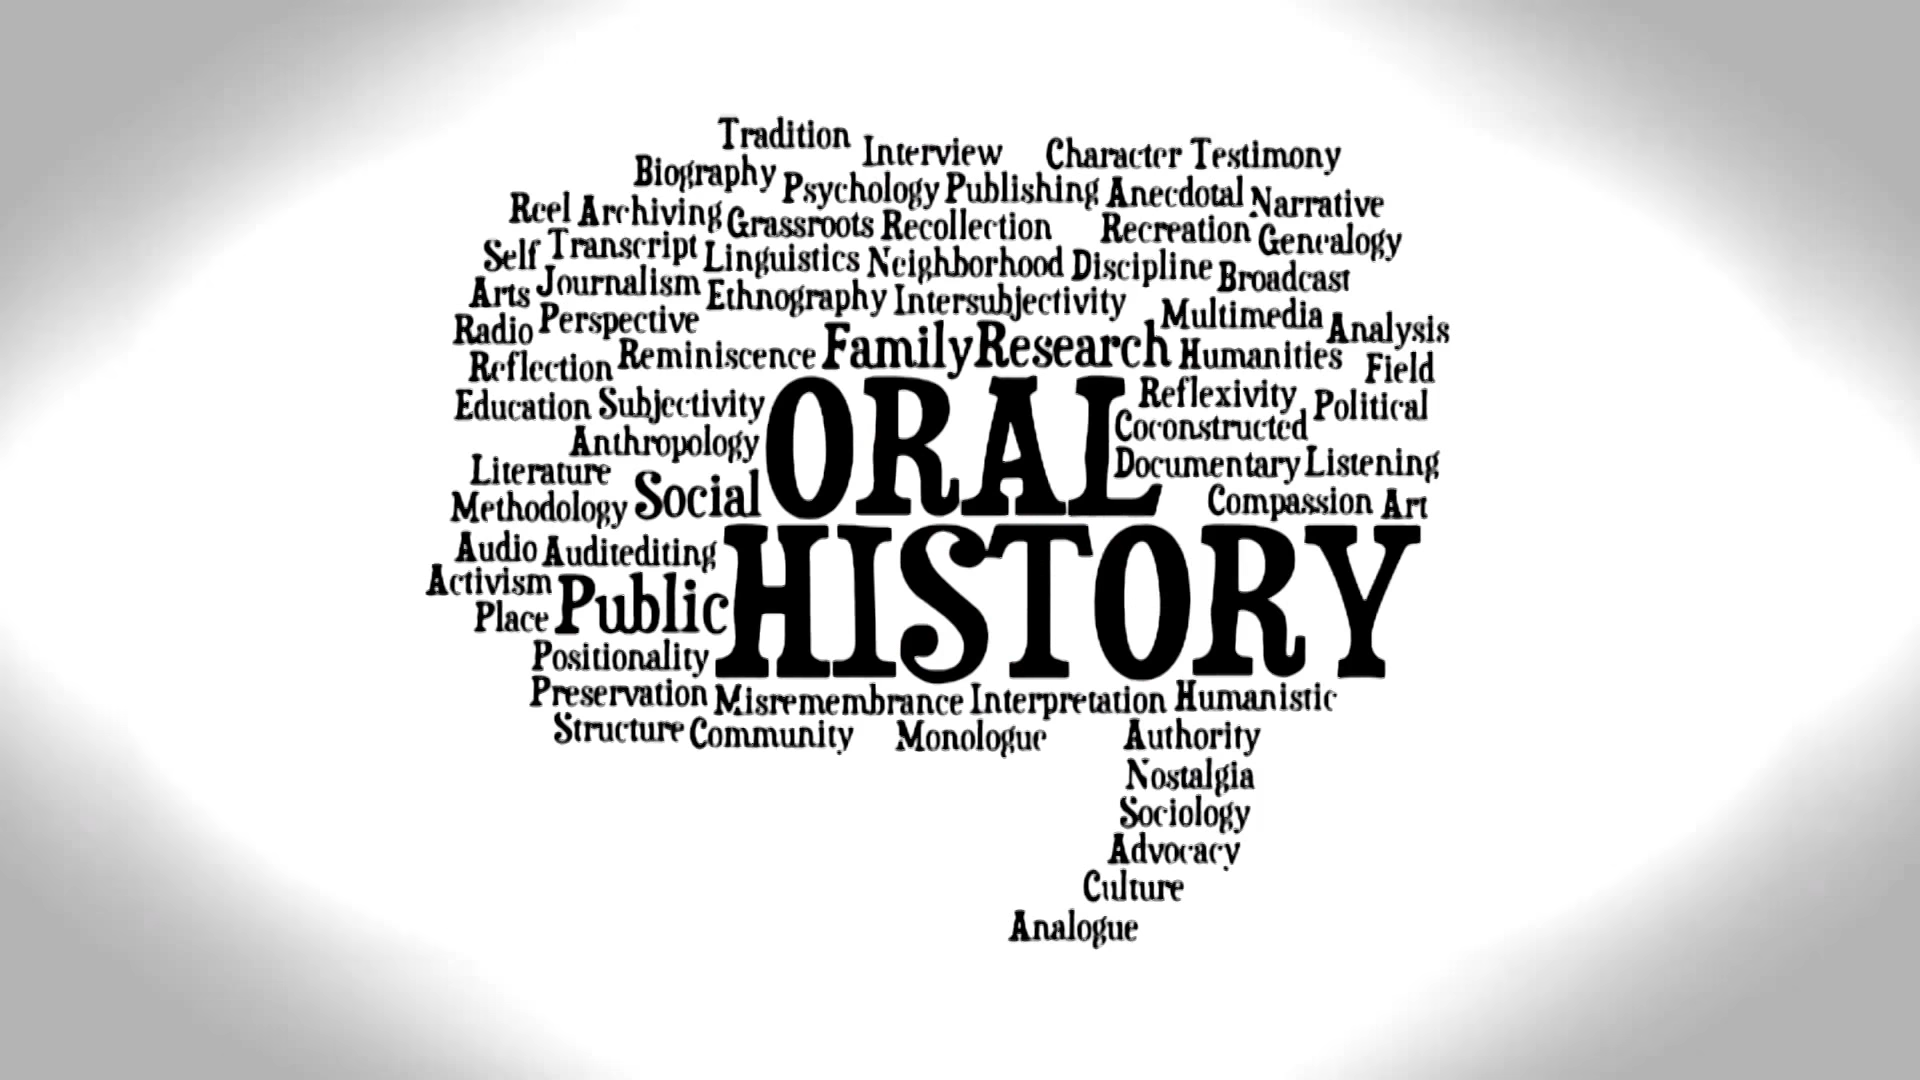 Tradition Interview Character Testimony
Biography Psychology Publishing Anecdotal Narrative
Reel Archiving Grassroots Recollection Recreation Genealogy
Self Transcript Linguistics Neighborhood Discipline Broadcast
Arts Journalism Ethnography Intersubjectivity Multimedia Analysis
Radio Perspective
Reflection Reminiscence Family Research Humanities Field
Education Subjectivity ORAL Reflexivity Political
Anthropology Coconstructed
Literature Documentary Listening
Methodology Social Compassion Art
Audio Auditediting HISTORY
Activism
Place Public
Positionality
Preservation Misremembrance Interpretation Humanistic
Structure Community Monologue Authority
Nostalgia
Sociology
Advocacy
Culture
Analogue